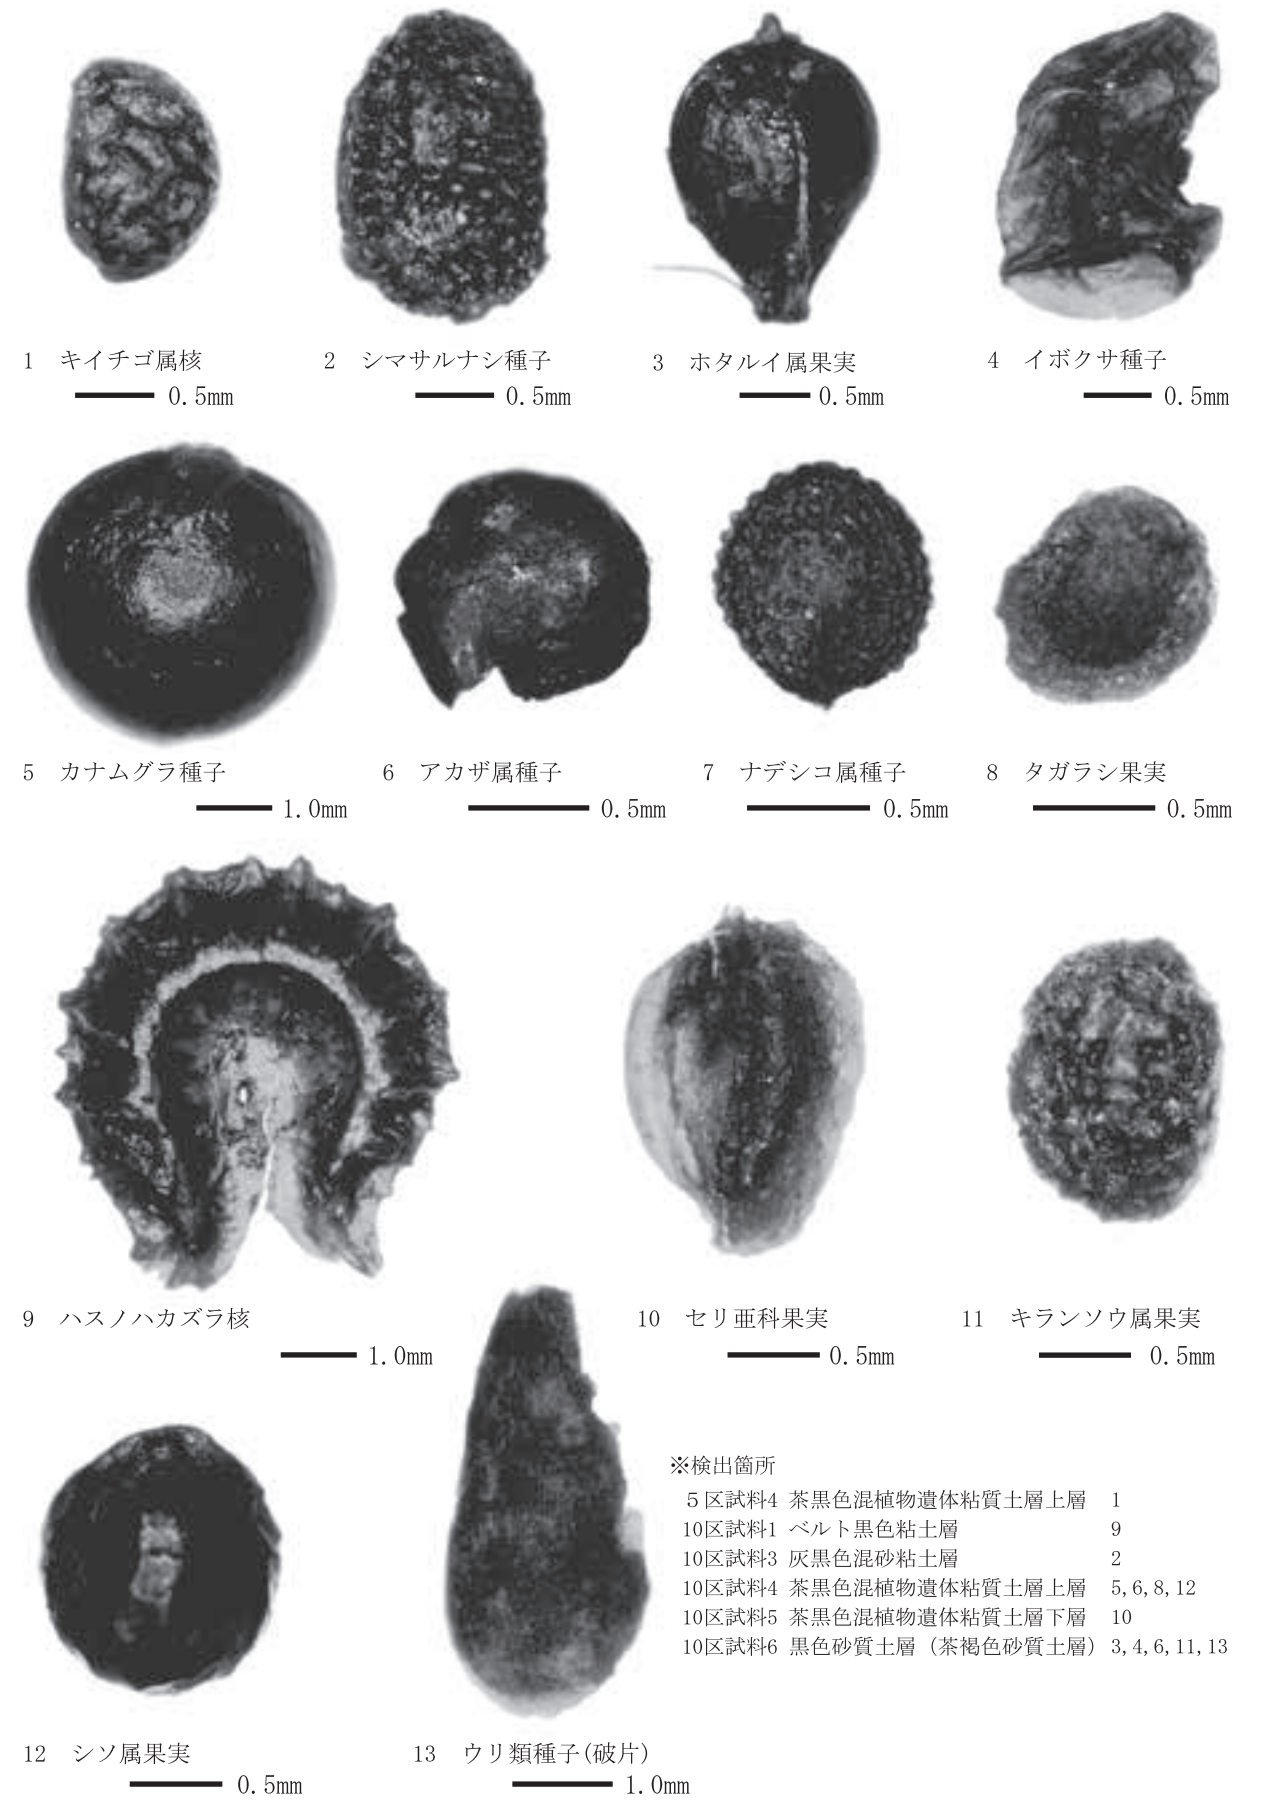 1　キイチゴ属核
0.5mm
2　シマサルナシ種子
0.5mm
3　ホタルイ属果実
0.5mm
4　イボクサ種子
0.5mm
5　カナムグラ種子
1.0mm
6　アカザ属種子
0.5mm
7　ナデシコ属種子
0.5mm
8　タガラシ果実
0.5mm
9　ハスノハカズラ核
1.0mm
10　セリ亜科果実
0.5mm
11　キランソウ属果実
0.5mm
※検出箇所
5区試料4 茶黒色混植物遺体粘質土層上層　1
10区試料1 ベルト黒色粘土層　9
10区試料3 灰黒色混砂粘土層　2
10区試料4 茶黒色混植物遺体粘質土層上層　5,6,8,12
10区試料5 茶黒色混植物遺体粘質土層下層　10
10区試料6 黒色砂質土層（茶褐色砂質土層）3,4,6,11,13
12　シソ属果実
0.5mm
13　ウリ類種子(破片)
1.0mm